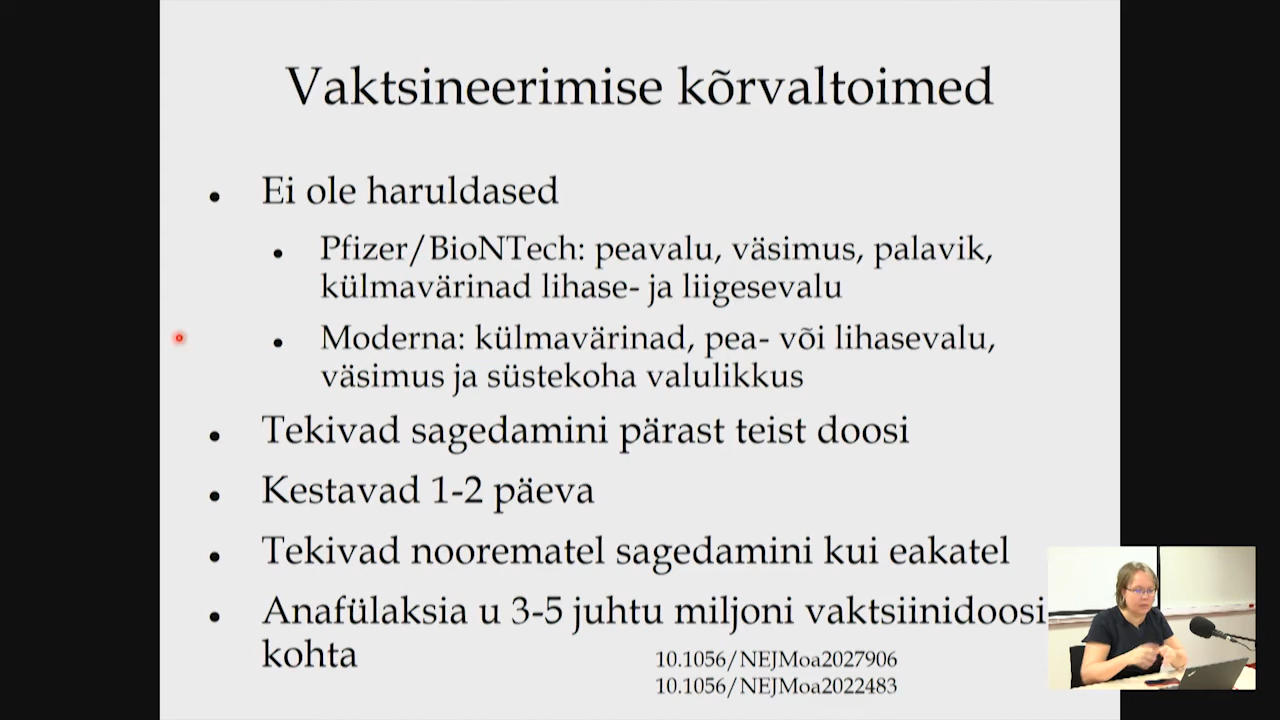 Vaktsineerimise kõrvaltoimed
Ei ole haruldased
Pfizer/BioNTech: peavalu, väsimus, palavik,
külmavärinad lihase- ja liigesevalu
Moderna: külmavärinad, pea- või lihasevalu,
väsimus ja süstekoha valulikkus
Tekivad sagedamini pärast teist doosi
Kestavad 1-2 päeva
Tekivad noorematel sagedamini kui eakatel
Anafülaksia u 3-5 juhtu miljoni vaktsiinidoosi
kohta
10.1056/NEJMoa2027906
10.1056/NEJMoa2022483